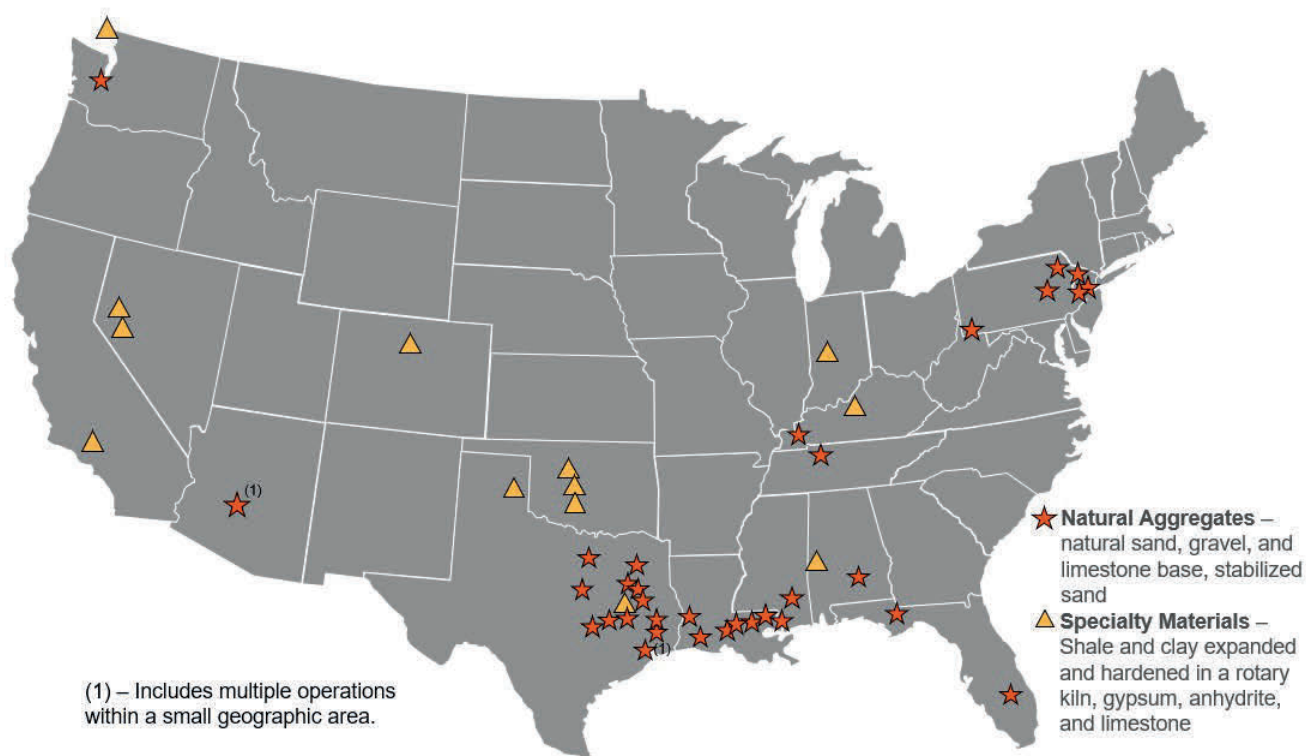 (1)
(1)
Natural Aggregates –
natural sand, gravel, and
limestone base, stabilized
sand
Specialty Materials –
Shale and clay expanded
and hardened in a rotary
kiln, gypsum, anhydrite,
and limestone
(1) – Includes multiple operations
within a small geographic area.